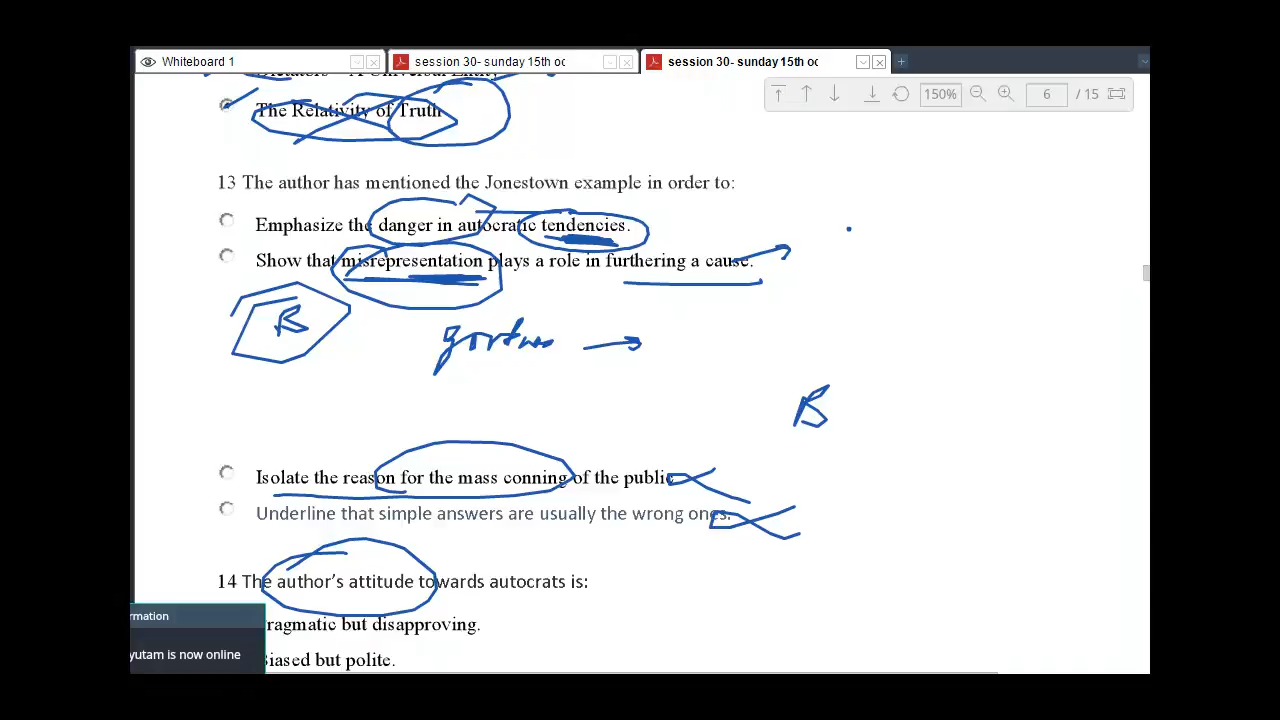 Whiteboard 1
session 30- sunday 15th oc
session 30- sunday 15th oc
150%
6
/ 15
Dictators – A Universal Entity
The Relativity of Truth
13 The author has mentioned the Jonestown example in order to:
Emphasize the danger in autocratic tendencies.
Show that misrepresentation plays a role in furthering a cause.
B
B
Isolate the reason for the mass conning of the public
Underline that simple answers are usually the wrong ones.
14 The author's attitude towards autocrats is:
rmation
ragmatic but disapproving.
yutam is now online
Biased but polite.